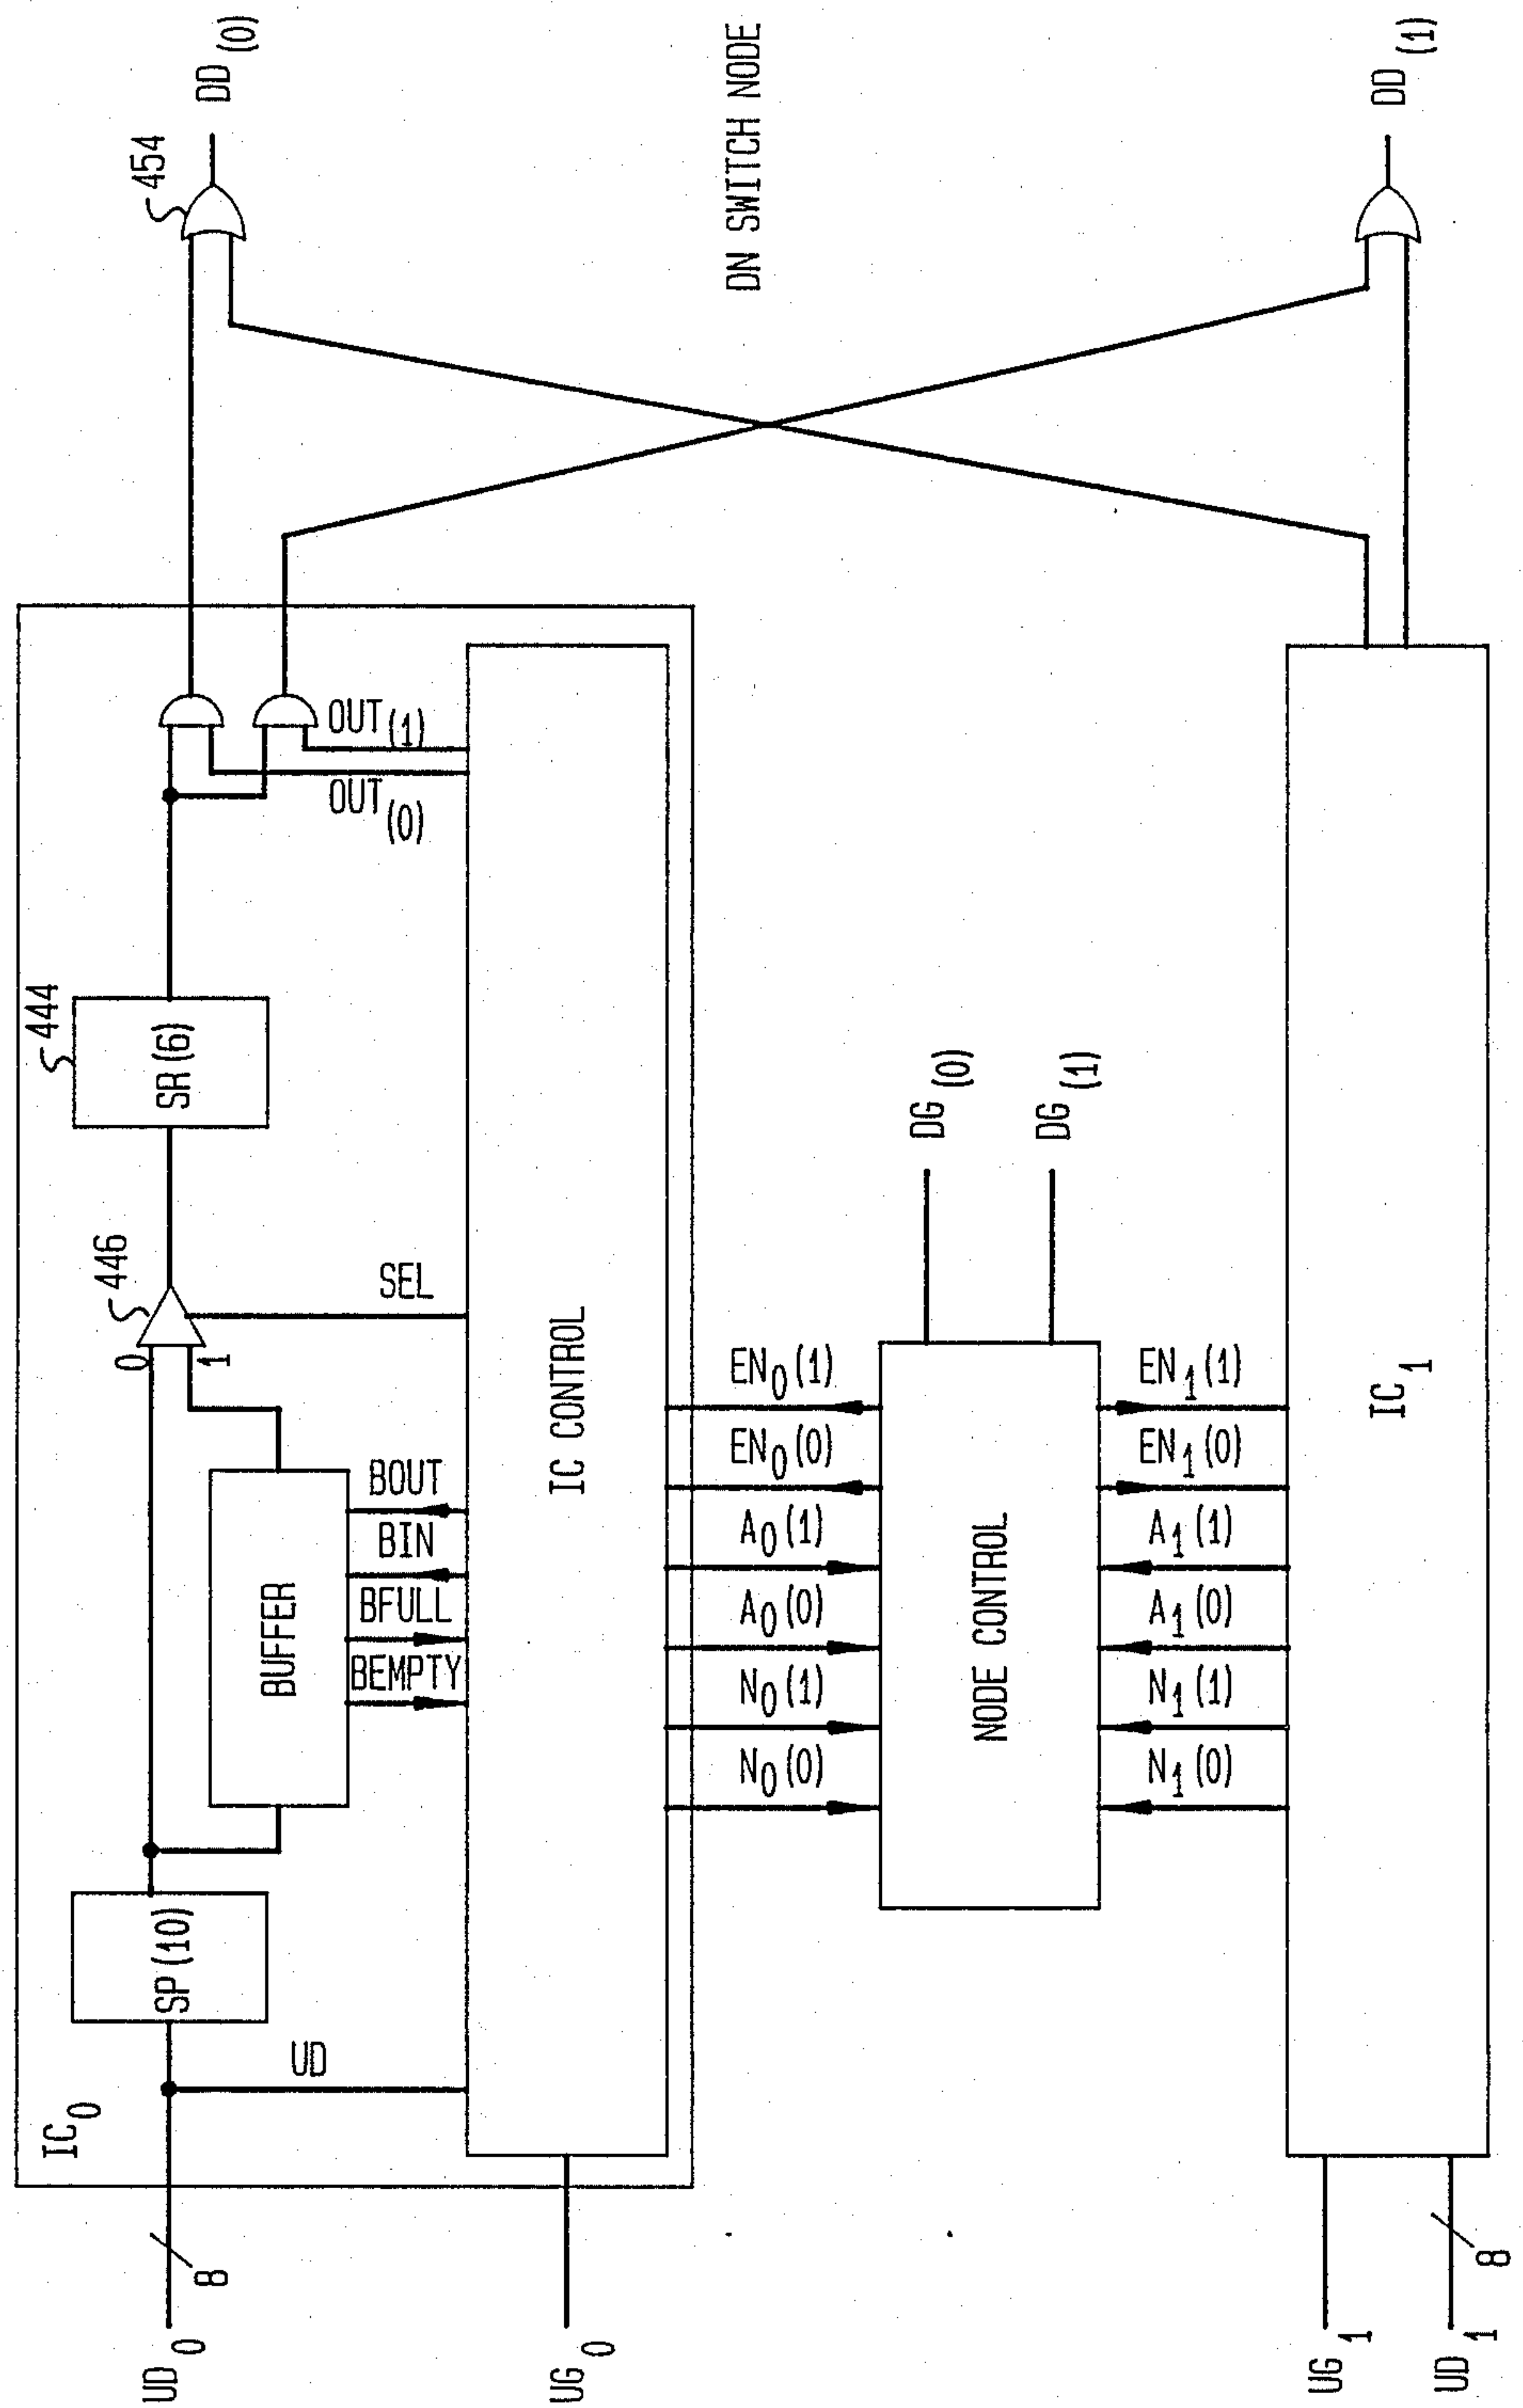 IC0
UD0
8
UD
SP(10)
BUFFER
BEMPTY
BFULL
BIN
BOUT
0
1
446
SEL
SR(6)
444
OUT(0)
OUT(1)
454
DD(0)
UG0
IC CONTROL
DN SWITCH NODE
N0(0)
N0(1)
A0(0)
A0(1)
EN0(0)
EN0(1)
NODE CONTROL
DG(0)
DG(1)
N1(0)
N1(1)
A1(0)
A1(1)
EN1(0)
EN1(1)
UG1
UD1
8
IC1
DD(1)